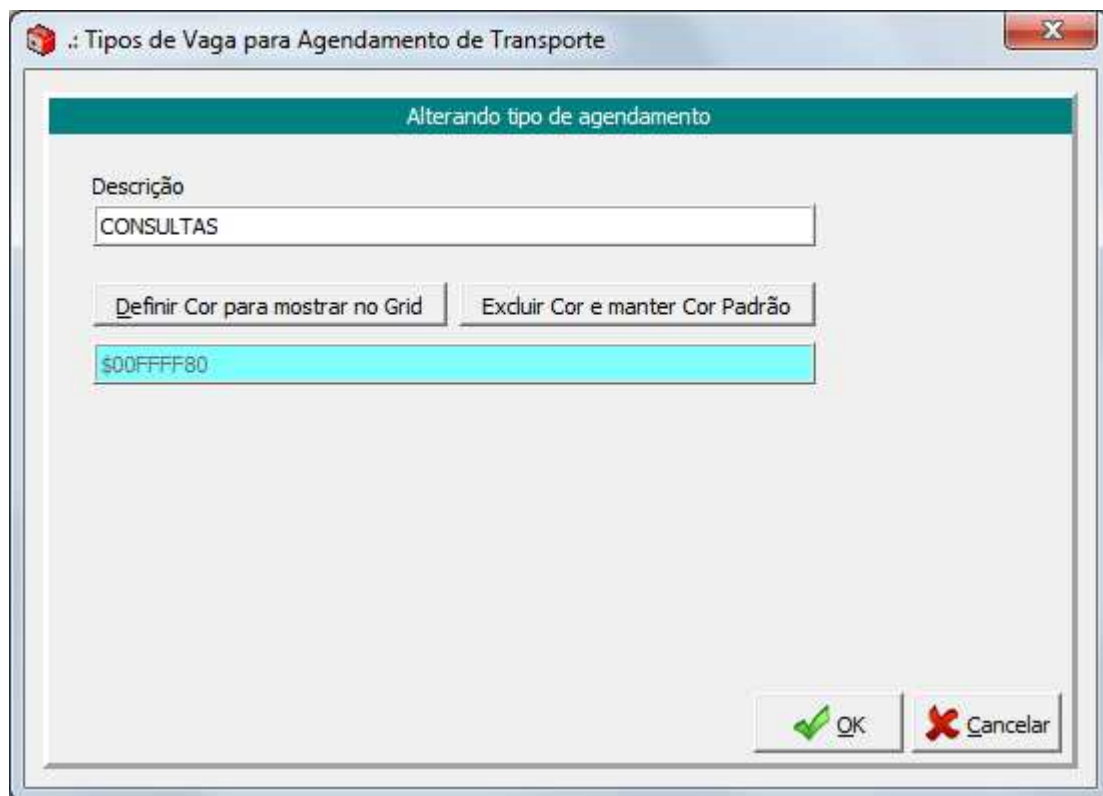 .: Tipos de Vaga para Agendamento de Transporte
Alterando tipo de agendamento
Descrição
CONSULTAS
Definir Cor para mostrar no Grid Excluir Cor e manter Cor Padrão
$00FFFF80
OK Cancelar